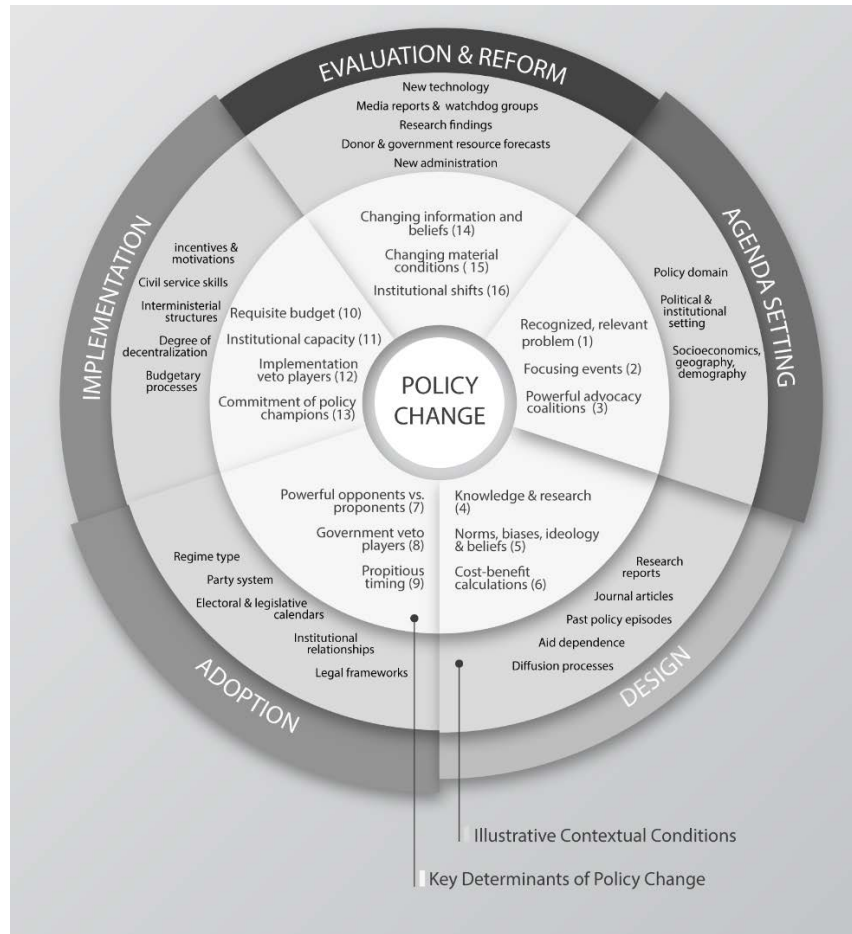 EVALUATION & REFORM
New technology
Media reports & watchdog groups
Research findings
Donor & government resource forecasts
New administration
Changing information and
beliefs (14)
Changing material
conditions ( 15)
Institutional shifts (16)
AGENDA SETTING
Policy domain
Political &
institutional
setting
Socioeconomics,
geography,
demography
Recognized, relevant
problem (1)
Focusing events (2)
Powerful advocacy
coalitions (3)
DESIGN
Knowledge & research
(4)
Norms, biases, ideology
& beliefs (5)
Cost-benefit
calculations (6)
Research
reports
Journal articles
Past policy episodes
Aid dependence
Diffusion processes
ADOPTION
Powerful opponents vs.
proponents (7)
Government veto
players (8)
Propitious
timing (9)
Regime type
Party system
Electoral & legislative
calendars
Institutional
relationships
Legal frameworks
IMPLEMENTATION
incentives &
motivations
Civil service skills
Interministerial
structures
Degree of
decentralization
Budgetary
processes
Requisite budget (10)
Institutional capacity (11)
Implementation
veto players (12)
Commitment of policy
champions (13)
POLICY
CHANGE
Illustrative Contextual Conditions
Key Determinants of Policy Change